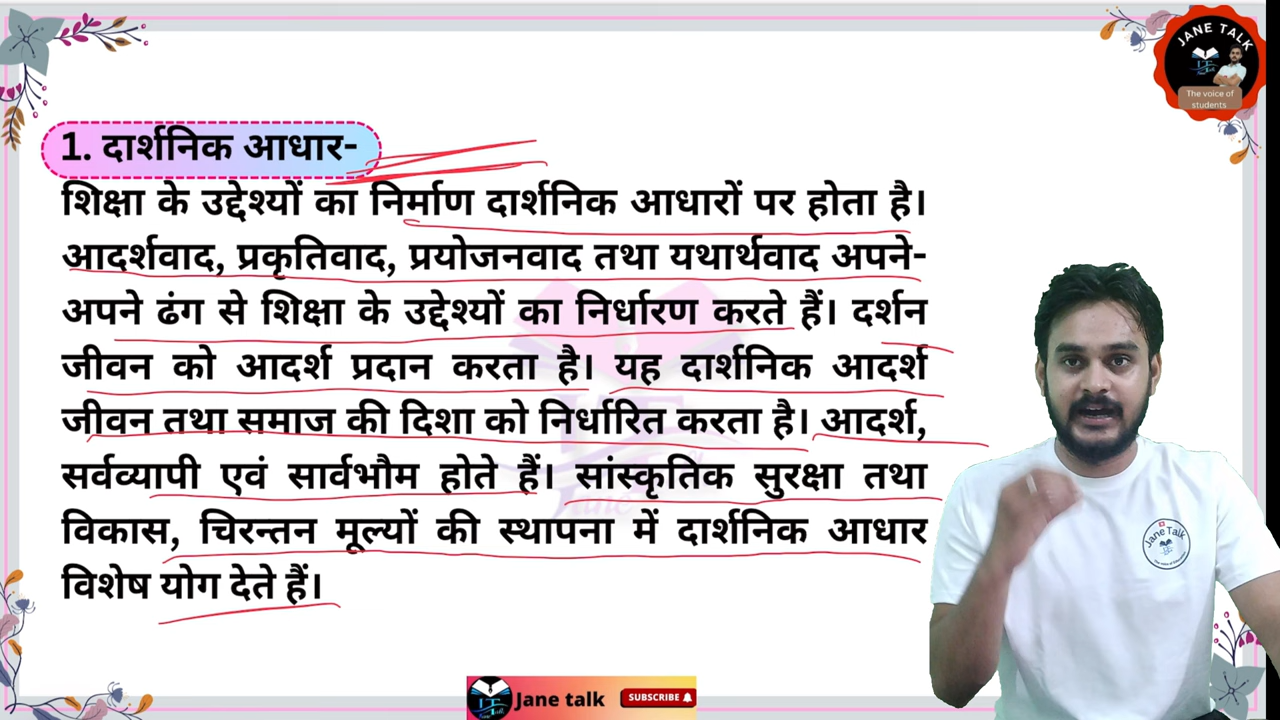 JANE TALK
The voice of
students
1. दार्शनिक आधार-
शिक्षा के उद्देश्यों का निर्माण दार्शनिक आधारों पर होता है।
आदर्शवाद, प्रकृतिवाद, प्रयोजनवाद तथा यथार्थवाद अपने-
अपने ढंग से शिक्षा के उद्देश्यों का निर्धारण करते हैं। दर्शन
जीवन को आदर्श प्रदान करता है। यह दार्शनिक आदर्श
जीवन तथा समाज की दिशा को निर्धारित करता है। आदर्श,
सर्वव्यापी एवं सार्वभौम होते हैं। सांस्कृतिक सुरक्षा तथा
विकास, चिरन्तन मूल्यों की स्थापना में दार्शनिक आधार
विशेष योग देते हैं।
Jane Talk
Jane talk
SUBSCRIBE